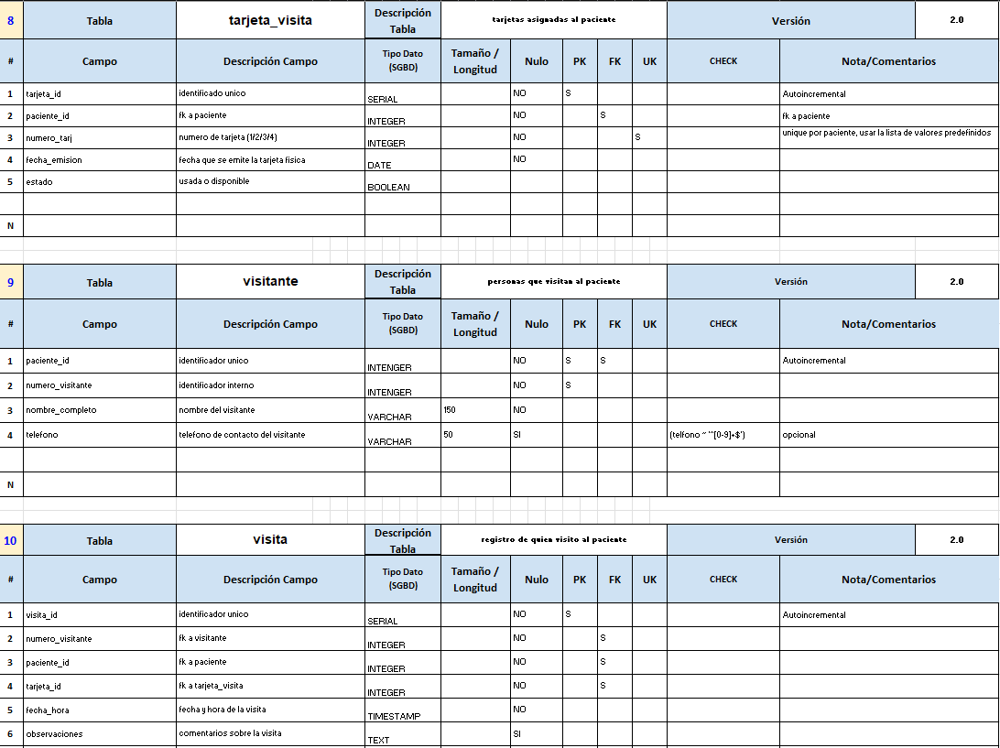 8 Tabla tarjeta_visita Descripción Tabla tarjetas asignadas al paciente Versión 2.0
# Campo Descripción Campo Tipo Dato (SGBD) Tamaño / Longitud Nulo PK FK UK CHECK Nota/Comentarios
1 tarjeta_id identificado unico SERIAL NO S Autoincremental
2 paciente_id fk a paciente INTEGER NO S fk a paciente
3 numero_tarj numero de tarjeta (1/2/3/4) INTEGER NO S unique por paciente, usar la lista de valores predefinidos
4 fecha_emision fecha que se emite la tarjeta fisica DATE NO
5 estado usada o disponible BOOLEAN
N
9 Tabla visitante Descripción Tabla personas que visitan al paciente Versión 2.0
# Campo Descripción Campo Tipo Dato (SGBD) Tamaño / Longitud Nulo PK FK UK CHECK Nota/Comentarios
1 paciente_id identificador unico INTENGER NO S S Autoincremental
2 numero_visitante identificador interno INTENGER NO S
3 nombre_completo nombre del visitante VARCHAR 150 NO
4 telefono telefono de contacto del visitante VARCHAR 50 SI (telfono ~ '^[0-9]+$') opcional
N
10 Tabla visita Descripción Tabla registro de quien visito al paciente Versión 2.0
# Campo Descripción Campo Tipo Dato (SGBD) Tamaño / Longitud Nulo PK FK UK CHECK Nota/Comentarios
1 visita_id identificador unico SERIAL NO S Autoincremental
2 numero_visitante fk a visitante INTEGER NO S
3 paciente_id fk a paciente INTEGER NO S
4 tarjeta_id fk a tarjeta_visita INTEGER NO S
5 fecha_hora fecha y hora de la visita TIMESTAMP NO
6 observaciones comentarios sobre la visita TEXT SI